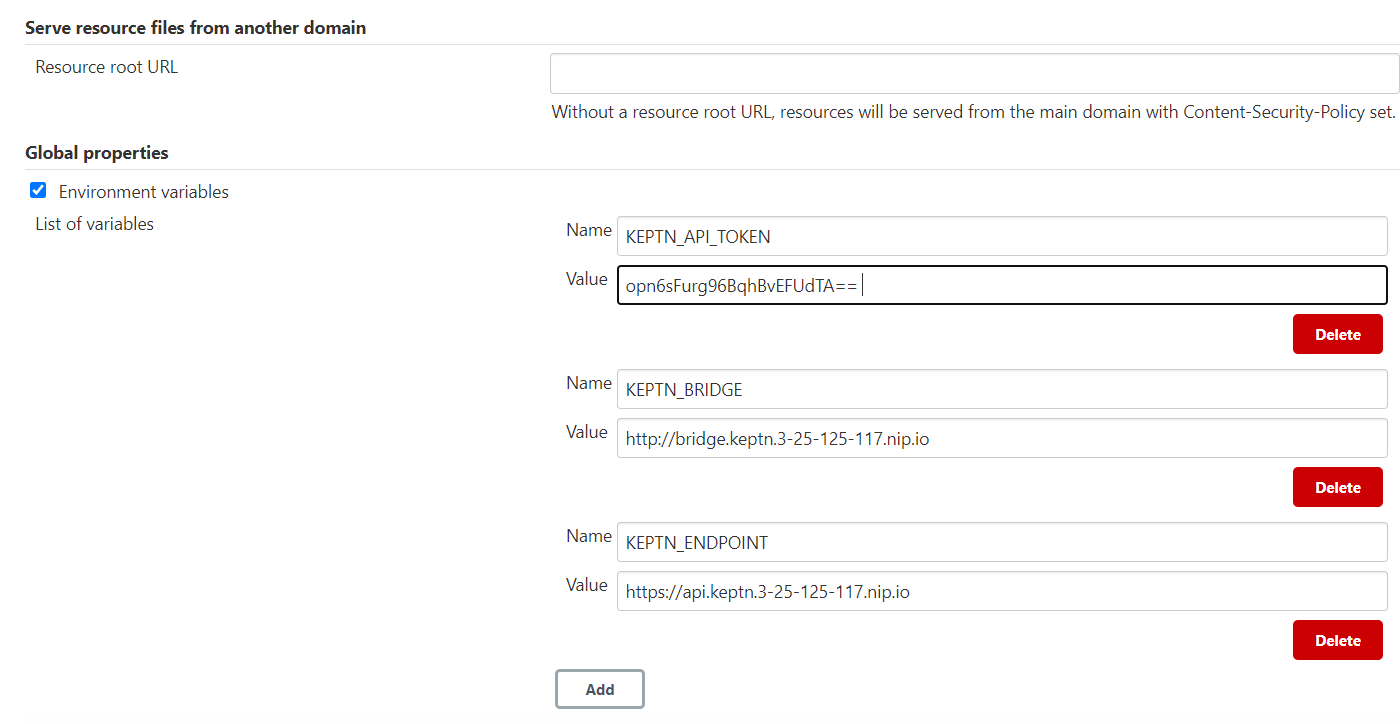 Serve resource files from another domain
Resource root URL
Without a resource root URL, resources will be served from the main domain with Content-Security-Policy set.
Global properties
Environment variables
List of variables
Name KEPTN_API_TOKEN
Value opn6sFurg96BqhBvEFUdTA==
Delete
Name KEPTN_BRIDGE
Value http://bridge.keptn.3-25-125-117.nip.io
Delete
Name KEPTN_ENDPOINT
Value https://api.keptn.3-25-125-117.nip.io
Delete
Add